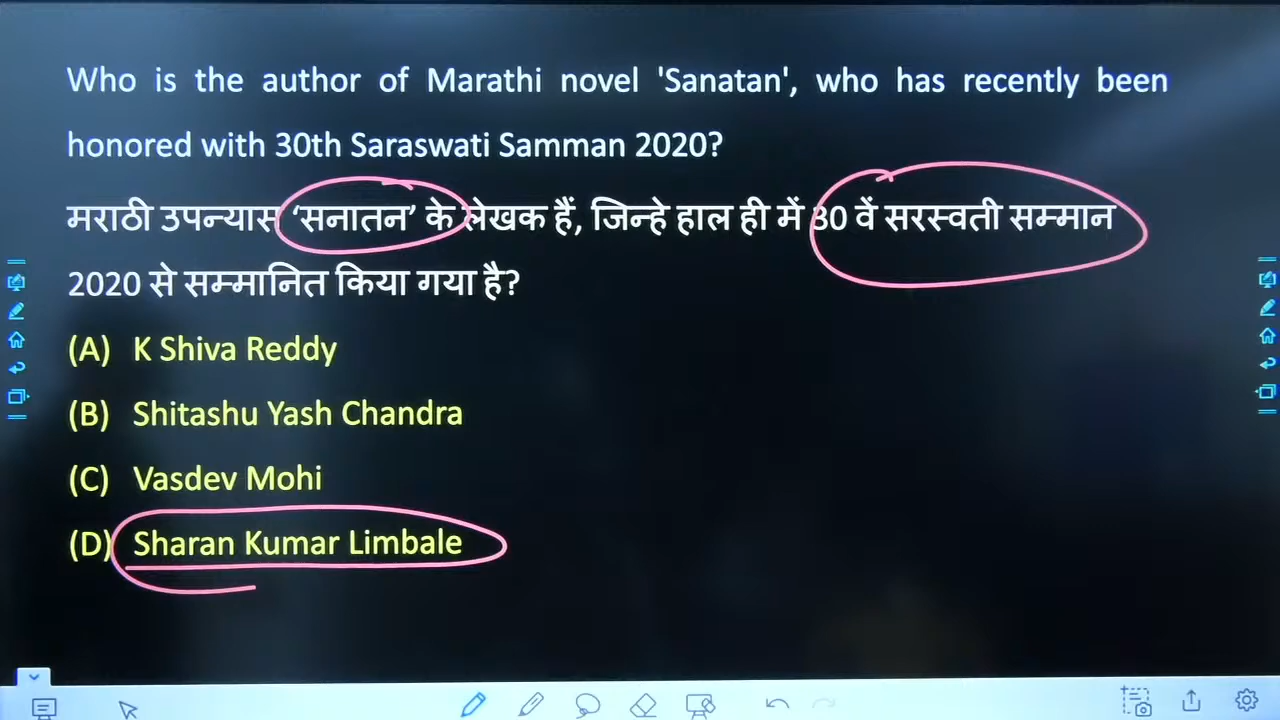 Who is the author of Marathi novel 'Sanatan', who has recently been
honored with 30th Saraswati Samman 2020?
मराठी उपन्यास ‘सनातन’ के लेखक हैं, जिन्हे हाल ही में 30 वें सरस्वती सम्मान
2020 से सम्मानित किया गया है?
(A) K Shiva Reddy
(B) Shitashu Yash Chandra
(C) Vasdev Mohi
(D) Sharan Kumar Limbale